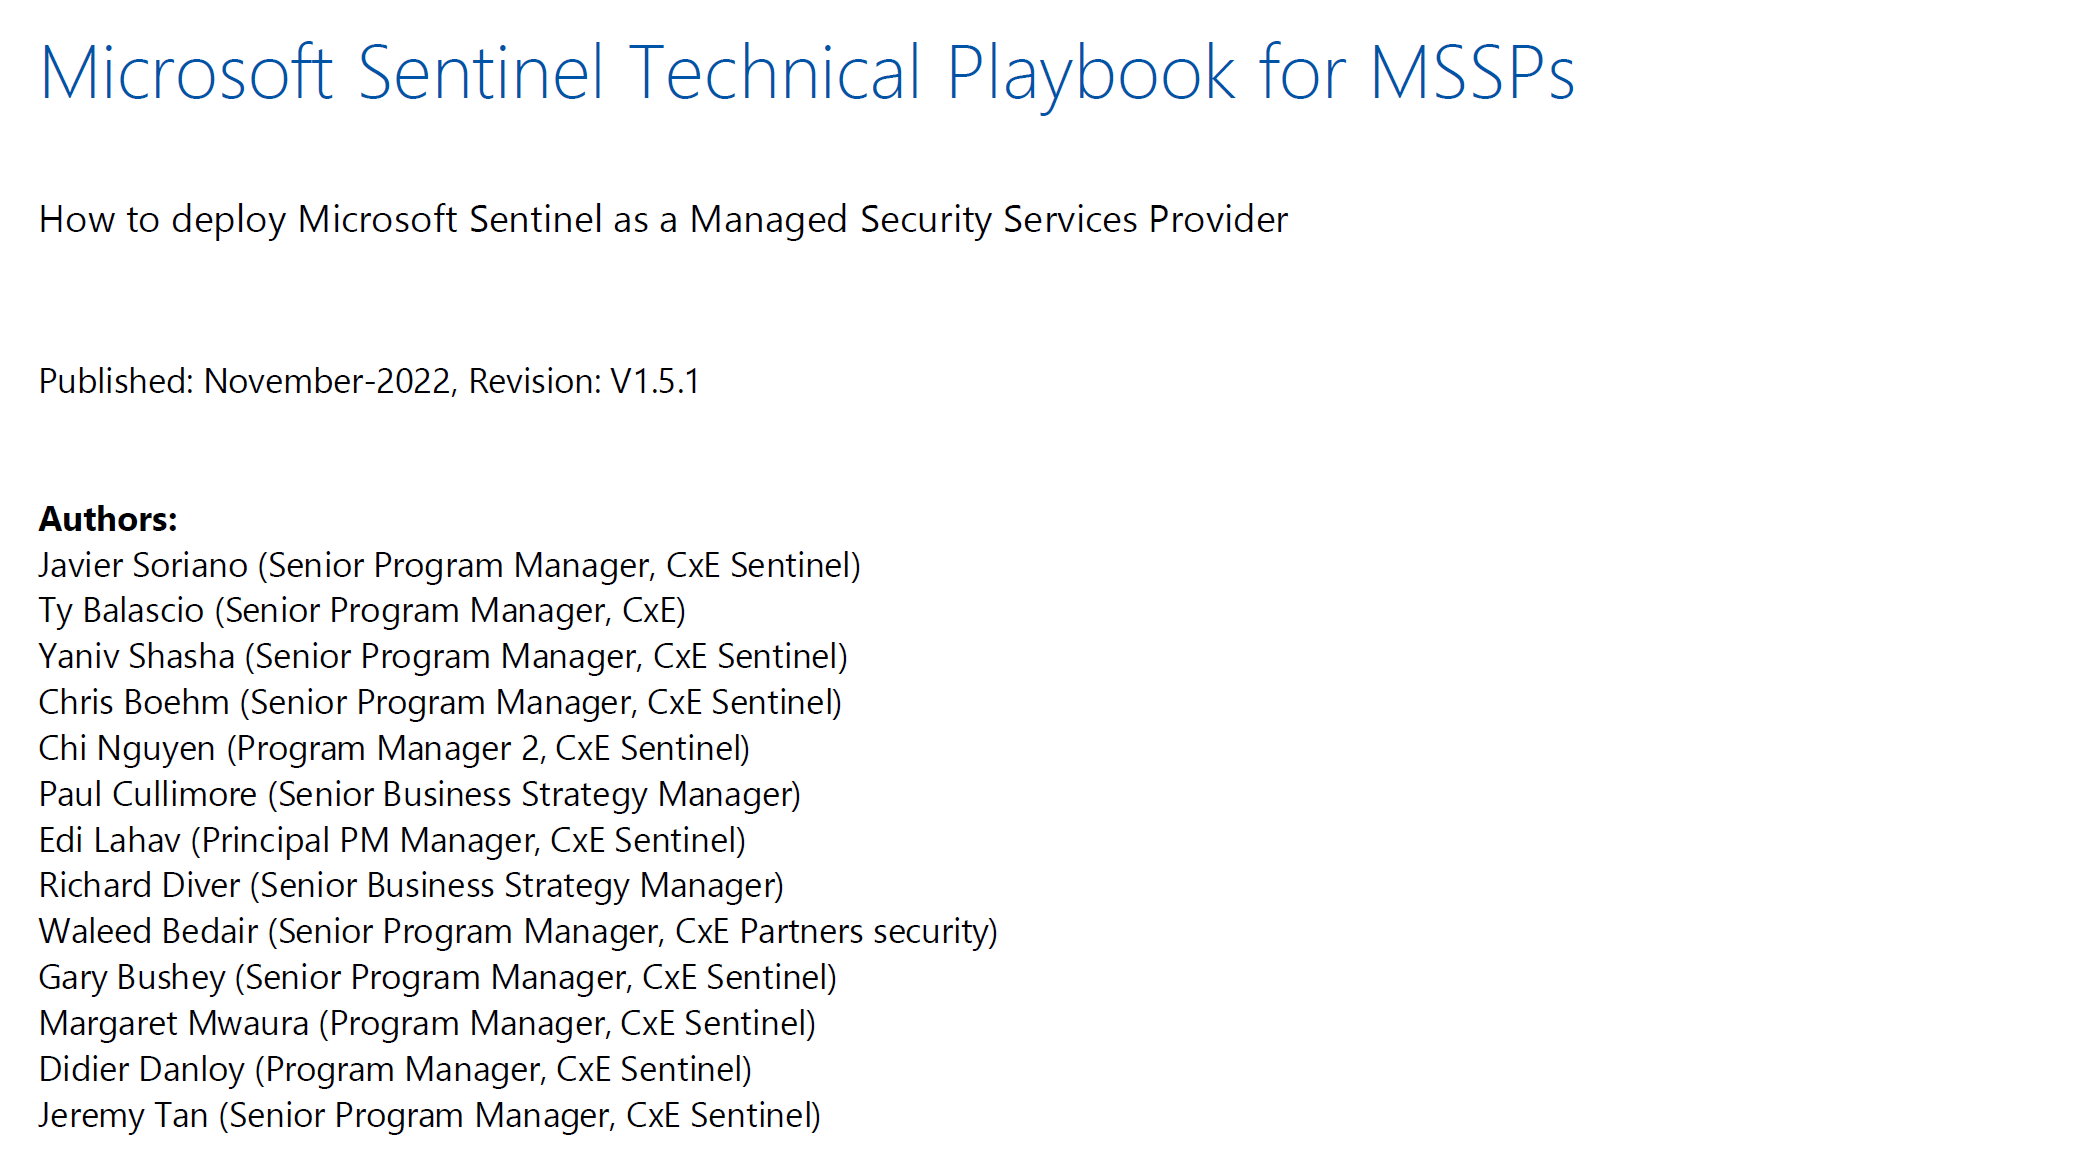 Microsoft Sentinel Technical Playbook for MSSPs
How to deploy Microsoft Sentinel as a Managed Security Services Provider
Published: November-2022, Revision: V1.5.1
Authors:
Javier Soriano (Senior Program Manager, CxE Sentinel)
Ty Balascio (Senior Program Manager, CxE)
Yaniv Shasha (Senior Program Manager, CxE Sentinel)
Chris Boehm (Senior Program Manager, CxE Sentinel)
Chi Nguyen (Program Manager 2, CxE Sentinel)
Paul Cullimore (Senior Business Strategy Manager)
Edi Lahav (Principal PM Manager, CxE Sentinel)
Richard Diver (Senior Business Strategy Manager)
Waleed Bedair (Senior Program Manager, CxE Partners security)
Gary Bushey (Senior Program Manager, CxE Sentinel)
Margaret Mwaura (Program Manager, CxE Sentinel)
Didier Danloy (Program Manager, CxE Sentinel)
Jeremy Tan (Senior Program Manager, CxE Sentinel)